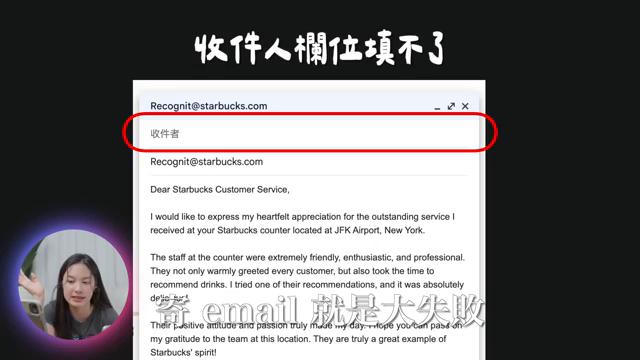 收件人欄位填不了
Recognit@starbucks.com
收件者
Recognit@starbucks.com
Dear Starbucks Customer Service,
I would like to express my heartfelt appreciation for the outstanding service I
received at your Starbucks counter located at JFK Airport, New York.
The staff at the counter were extremely friendly, enthusiastic, and professional.
They not only warmly greeted every customer, but also took the time to
recommend drinks. I tried one of their recommendations, and it was absolutely
寄 email 就是大失敗
Their positive attitude and passion truly made my day. I hope you can pass on
my gratitude to the team at this location. They are truly a great example of
Starbucks' spirit!